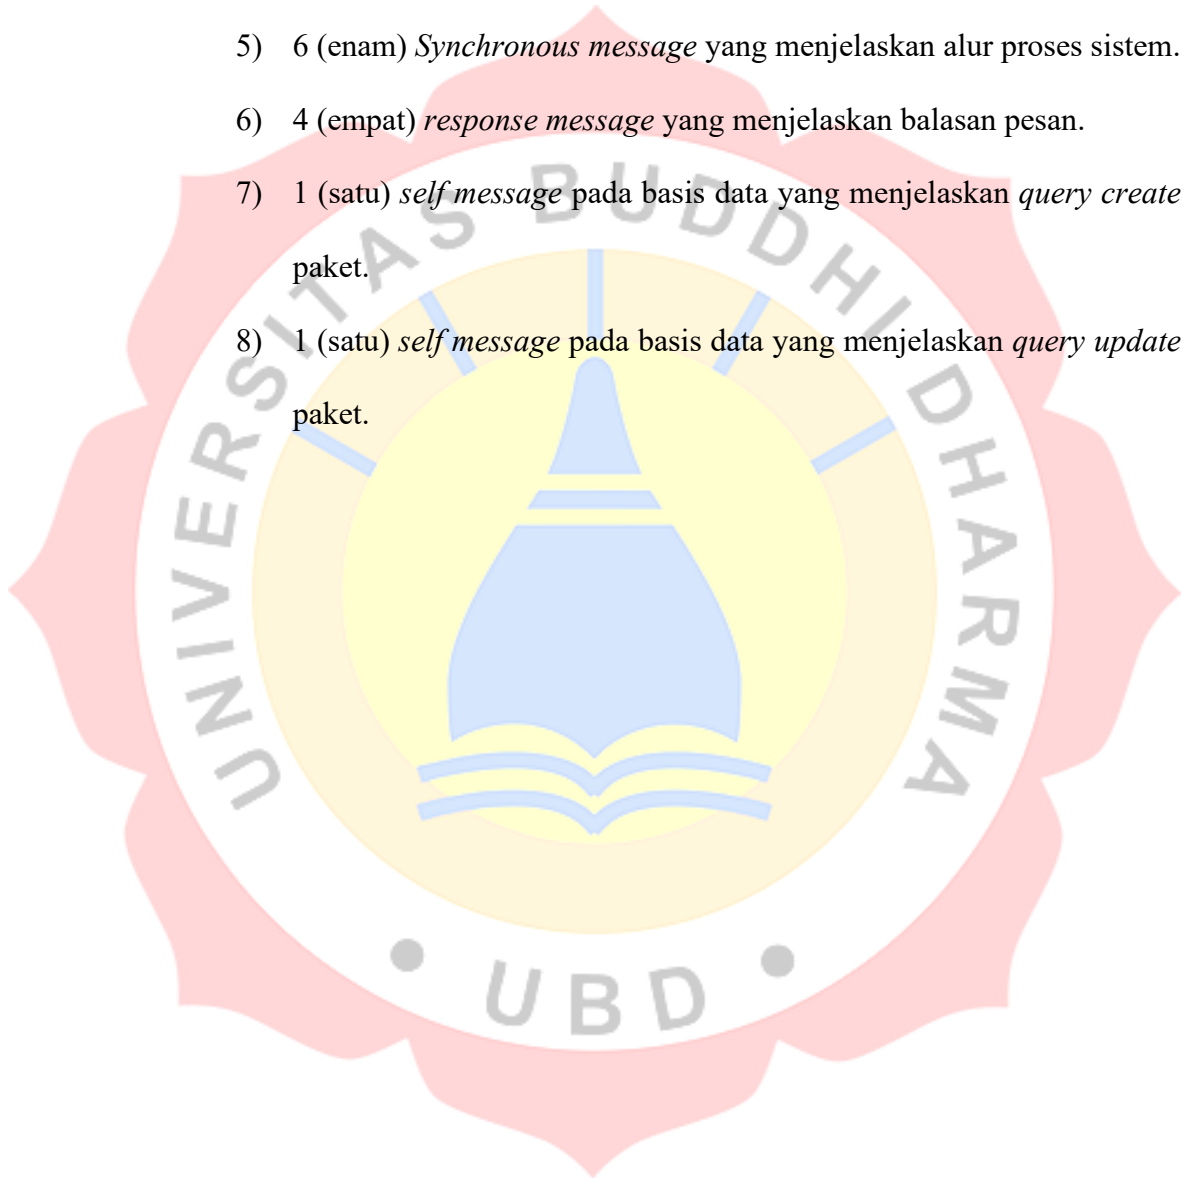 5) 6 (enam) Synchronous message yang menjelaskan alur proses sistem.
6) 4 (empat) response message yang menjelaskan balasan pesan.
7) 1 (satu) self message pada basis data yang menjelaskan query create
paket.
8) 1 (satu) self message pada basis data yang menjelaskan query update
paket.
UNIVERSITAS BUDDHI DHARMA
• UBD •